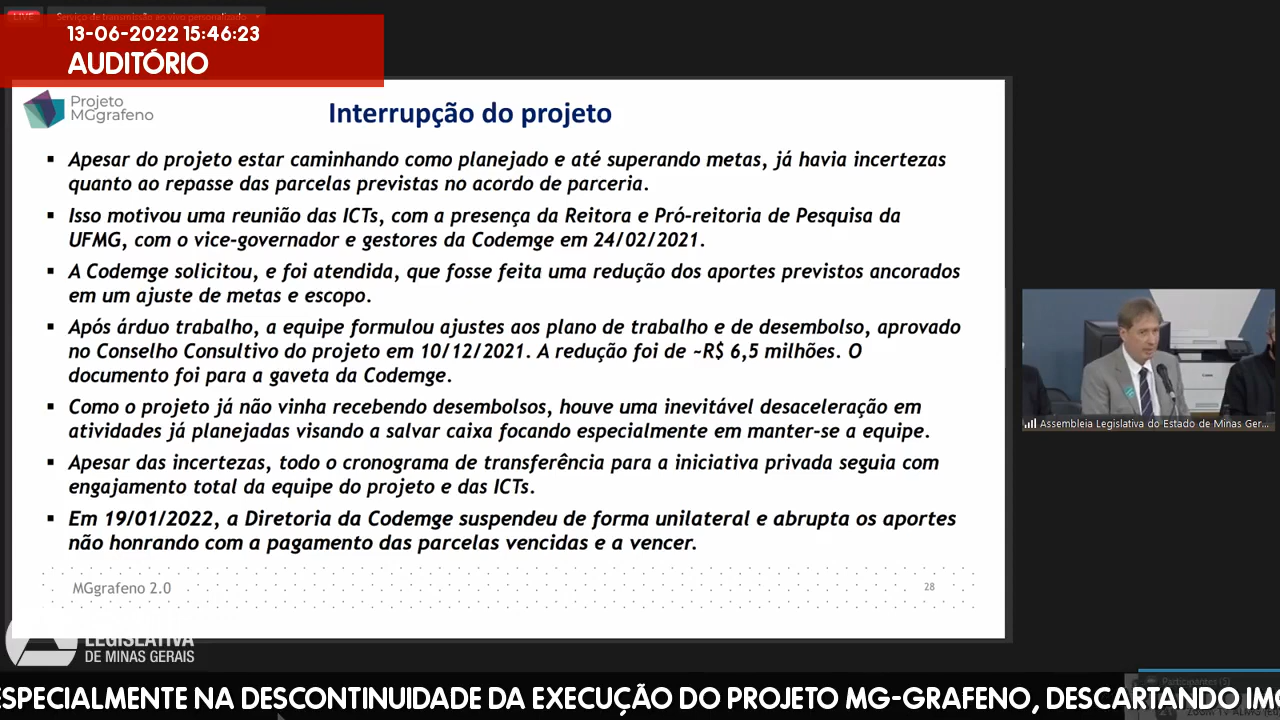 LIVE
Serviço de transmissão ao vivo personalizado
13-06-2022 15:46:23
AUDITÓRIO
Projeto
MGgrafeno
Interrupção do projeto
▪ Apesar do projeto estar caminhando como planejado e até superando metas, já havia incertezas
quanto ao repasse das parcelas previstas no acordo de parceria.
▪ Isso motivou uma reunião das ICTs, com a presença da Reitora e Pró-reitoria de Pesquisa da
UFMG, com o vice-governador e gestores da Codemge em 24/02/2021.
▪ A Codemge solicitou, e foi atendida, que fosse feita uma redução dos aportes previstos ancorados
em um ajuste de metas e escopo.
▪ Após árduo trabalho, a equipe formulou ajustes aos plano de trabalho e de desembolso, aprovado
no Conselho Consultivo do projeto em 10/12/2021. A redução foi de ~R$ 6,5 milhões. O
documento foi para a gaveta da Codemge.
▪ Como o projeto já não vinha recebendo desembolsos, houve uma inevitável desaceleração em
atividades já planejadas visando a salvar caixa focando especialmente em manter-se a equipe.
▪ Apesar das incertezas, todo o cronograma de transferência para a iniciativa privada seguia com
engajamento total da equipe do projeto e das ICTs.
▪ Em 19/01/2022, a Diretoria da Codemge suspendeu de forma unilateral e abrupta os aportes
não honrando com a pagamento das parcelas vencidas e a vencer.
MGgrafeno 2.0
28
Assembleia Legislativa do Estado de Minas Ger...
LEGISLATIVA
DE MINAS GERAIS
Participantes (5)
ESPECIALMENTE NA DESCONTINUIDADE DA EXECUÇÃO DO PROJETO MG-GRAFENO, DESCARTANDO